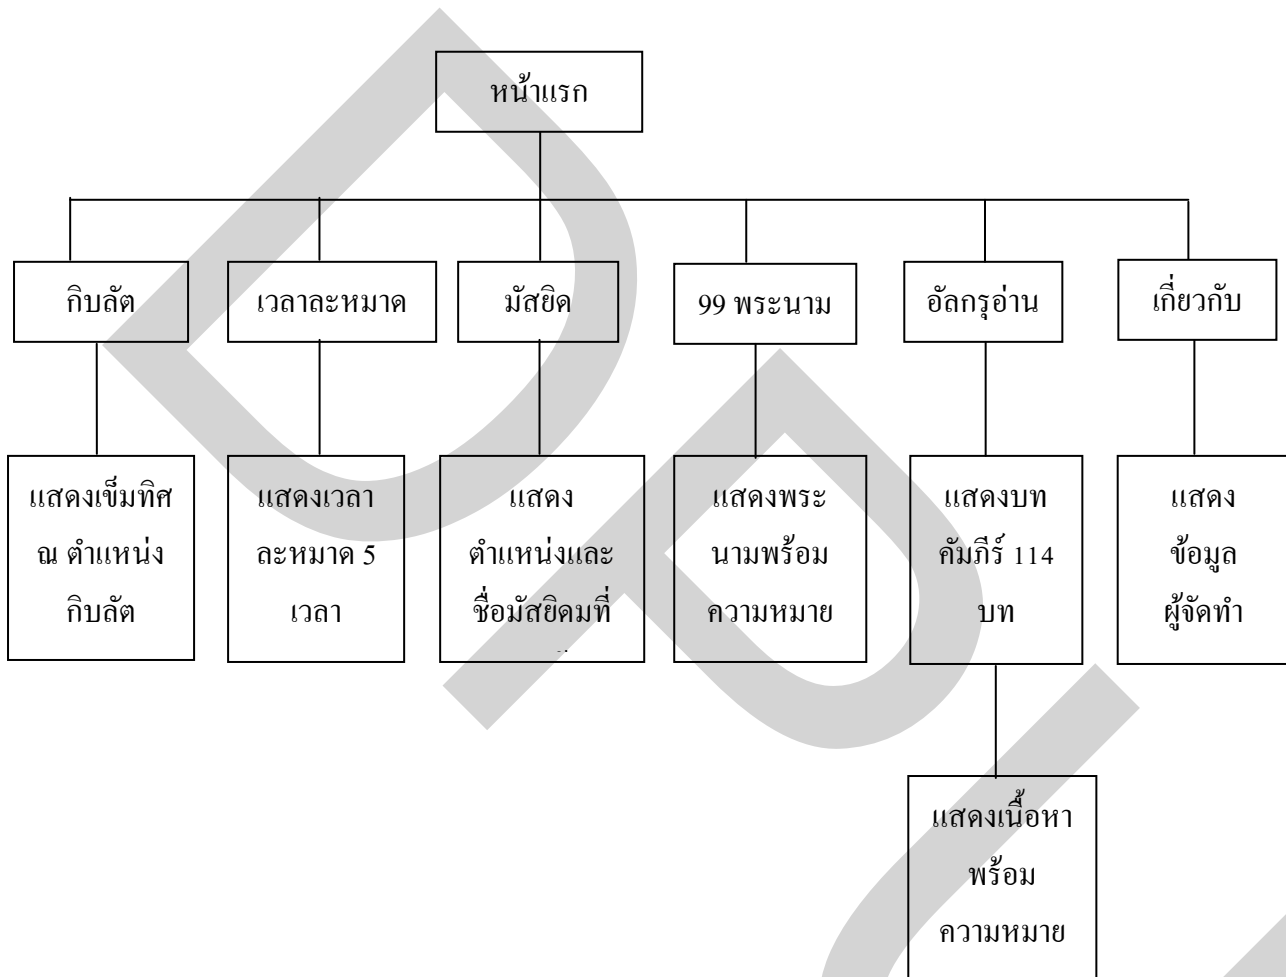 หน้าแรก
กิบลัต
เวลาละหมาด
มัสยิด
99 พระนาม
อัลกรุอ่าน
เกี่ยวกับ
แสดงเข็มทิศ
ณ ตำแหน่ง
กิบลัต
แสดงเวลา
ละหมาด 5
เวลา
แสดง
ตำแหน่งและ
ชื่อมัสยิดมที่
แสดงพระ
นามพร้อม
ความหมาย
แสดงบท
คัมภีร์ 114
บท
แสดง
ข้อมูล
ผู้จัดทำ
แสดงเนื้อหา
พร้อม
ความหมาย